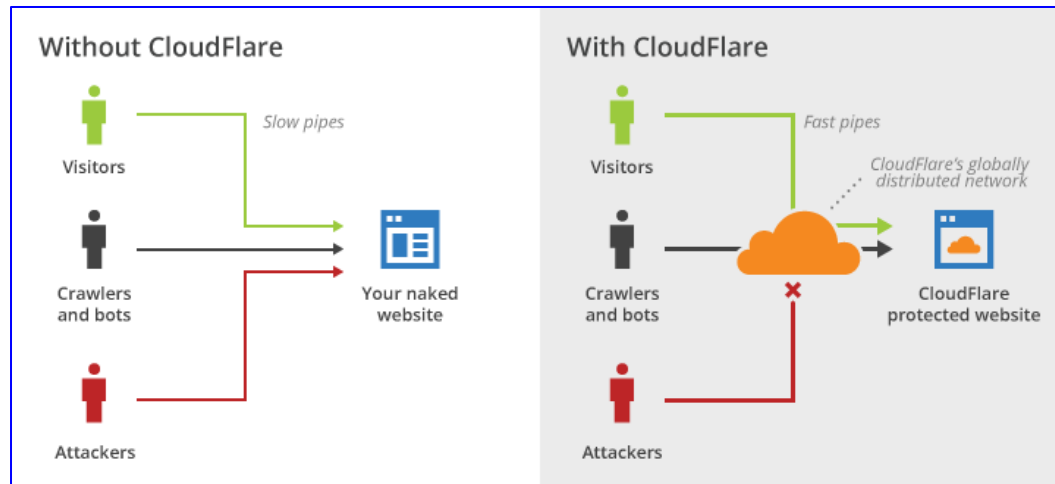 Without CloudFlare
Visitors
Slow pipes
Crawlers
and bots
Your naked
website
Attackers
With CloudFlare
Visitors
Fast pipes
CloudFlare's globally
distributed network
Crawlers
and bots
CloudFlare
protected website
Attackers